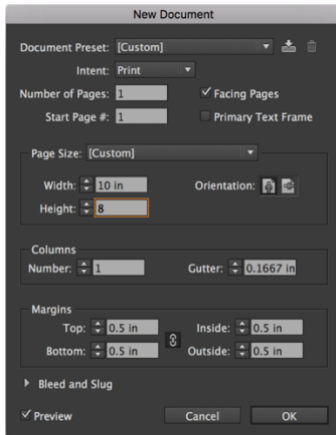 New Document
Document Preset: [Custom]
Intent: Print
Number of Pages: 1 Facing Pages
Start Page #: 1 Primary Text Frame
Page Size: [Custom]
Width: 10 in Orientation:
Height: 8
Columns
Number: 1 Gutter: 0.1667 in
Margins
Top: 0.5 in Inside: 0.5 in
Bottom: 0.5 in Outside: 0.5 in
Bleed and Slug
Preview Cancel OK